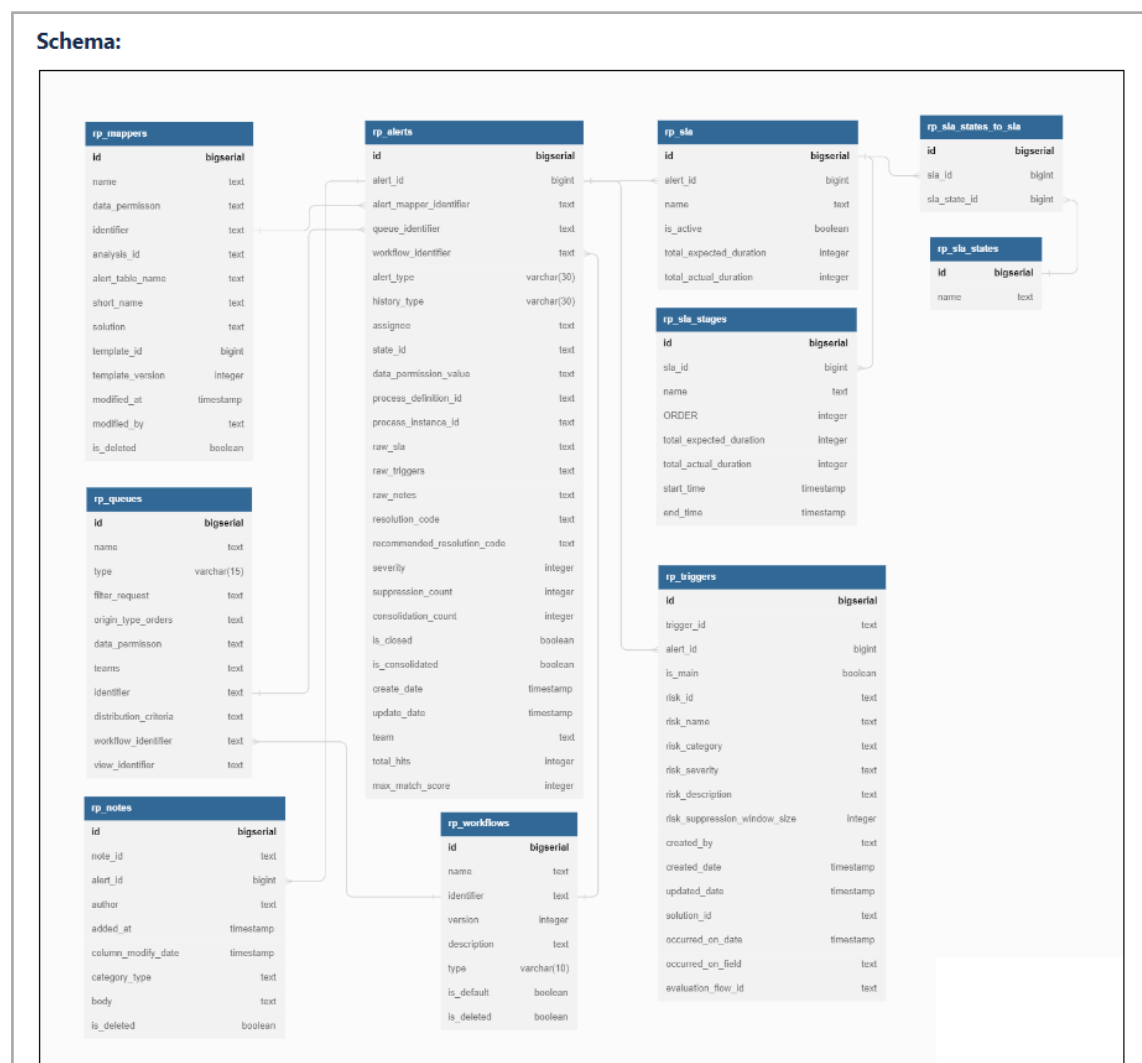 Schema:
rp_mappers
id bigserial
name text
data_permisson text
identifier text
analysis_id text
alert_table_name text
short_name text
solution text
template_id bigint
template_version integer
modified_at timestamp
modified_by text
is_deleted boolean
rp_queues
id bigserial
name text
type varchar(15)
filter_request text
origin_type_orders text
data_permisson text
teams text
identifier text
distribution_criteria text
workflow_identifier text
view_identifier text
rp_notes
id bigserial
note_id text
alert_id bigint
author text
added_at timestamp
column_modify_date timestamp
category_type text
body text
is_deleted boolean
rp_alerts
id bigserial
alert_id bigint
alert_mapper_identifier text
queue_identifier text
workflow_identifier text
alert_type varchar(30)
history_type varchar(30)
assignee text
state_id text
data_permission_value text
process_definition_id text
process_instance_id text
raw_sla text
raw_triggers text
raw_notes text
resolution_code text
recommended_resolution_code text
severity integer
suppression_count integer
consolidation_count integer
is_closed boolean
is_consolidated boolean
create_date timestamp
update_date timestamp
team text
total_hits integer
max_match_score integer
rp_workflows
id bigserial
name text
identifier text
version integer
description text
type varchar(10)
is_default boolean
is_deleted boolean
rp_sla
id bigserial
alert_id bigint
name text
is_active boolean
total_expected_duration integer
total_actual_duration integer
rp_sla_stages
id bigserial
sla_id bigint
name text
ORDER integer
total_expected_duration integer
total_actual_duration integer
start_time timestamp
end_time timestamp
rp_triggers
id bigserial
trigger_id text
alert_id bigint
is_main boolean
risk_id text
risk_name text
risk_category text
risk_severity text
risk_description text
risk_suppression_window_size integer
created_by text
created_date timestamp
updated_date timestamp
solution_id text
occurred_on_date timestamp
occurred_on_field text
evaluation_flow_id text
rp_sla_states_to_sla
id bigserial
sla_id bigint
sla_state_id bigint
rp_sla_states
id bigserial
name text